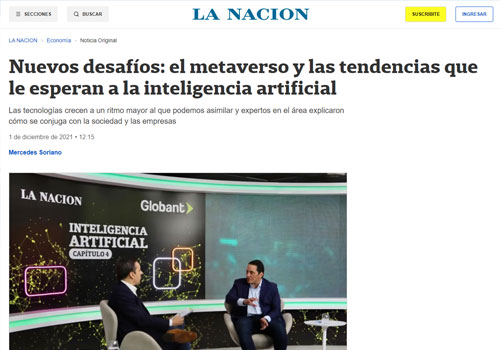 SECCIONES
BUSCAR
LA NACION
SUSCRIBITE
INGRESAR
LA NACION > Economía > Noticia Original
Nuevos desafíos: el metaverso y las tendencias que
le esperan a la inteligencia artificial
Las tecnologías crecen a un ritmo mayor al que podemos asimilar y expertos en el área explicaron
cómo se conjuga con la sociedad y las empresas
1 de diciembre de 2021 • 12:15
Mercedes Soriano
LA NACION
Globant
INTELIGENCIA
ARTIFICIAL
CAPÍTULO 4